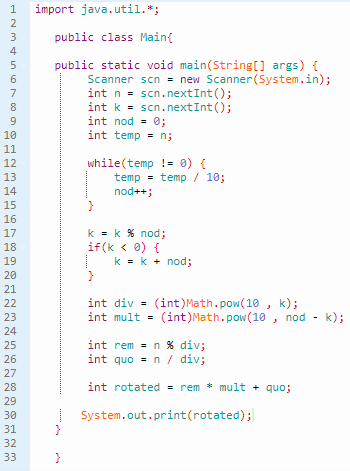 1 import java.util.*;
2
3 public class Main{
4
5 public static void main(String[] args) {
6 Scanner scn = new Scanner(System.in);
7 int n = scn.nextInt();
8 int k = scn.nextInt();
9 int nod = 0;
10 int temp = n;
11
12 while(temp != 0) {
13 temp = temp / 10;
14 nod++;
15 }
16
17 k = k % nod;
18 if(k < 0) {
19 k = k + nod;
20 }
21
22 int div = (int)Math.pow(10 , k);
23 int mult = (int)Math.pow(10 , nod - k);
24
25 int rem = n % div;
26 int quo = n / div;
27
28 int rotated = rem * mult + quo;
29
30 System.out.print(rotated);
31 }
32
33 }